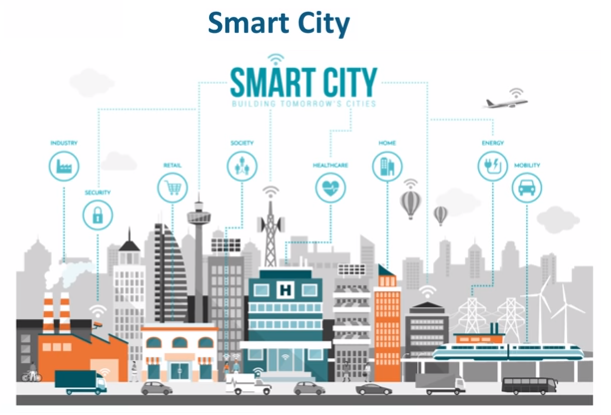 Smart City
SMART CITY
BUILDING TOMORROW'S CITIES
INDUSTRY
SECURITY
RETAIL
SOCIETY
HEALTHCARE
HOME
ENERGY
MOBILITY
H